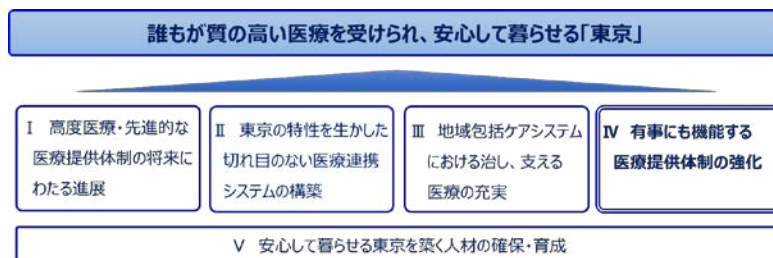 誰もが質の高い医療を受けられ、安心して暮らせる「東京」
Ⅰ 高度医療・先進的な
医療提供体制の将来に
わたる進展
Ⅱ 東京の特性を生かした
切れ目のない医療連携
システムの構築
Ⅲ 地域包括ケアシステム
における治し、支える
医療の充実
Ⅳ 有事にも機能する
医療提供体制の強化
Ⅴ 安心して暮らせる東京を築く人材の確保・育成